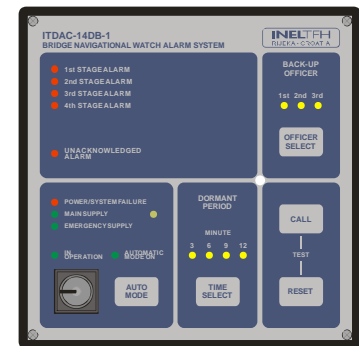 ITDAC-14DB-1
BRIDGE NAVIGATIONAL WATCH ALARM SYSTEM
INELTEH
RIJEKA - CROATIA
1st STAGE ALARM
2nd STAGE ALARM
3rd STAGE ALARM
4th STAGE ALARM
UNACKNOWLEDGED
ALARM
BACK-UP
OFFICER
1st 2nd 3rd
OFFICER
SELECT
POWER/SYSTEM FAILURE
MAIN SUPPLY
EMERGENCY SUPPLY
IN
OPERATION
AUTOMATIC
MODE ON
AUTO
MODE
DORMANT
PERIOD
MINUTE
3 6 9 12
TIME
SELECT
CALL
TEST
RESET